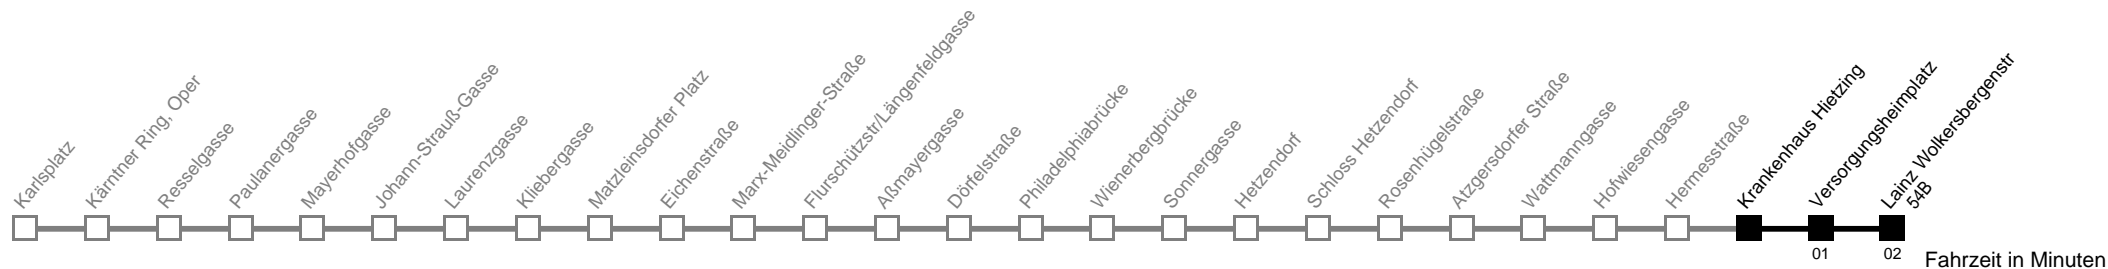 Karlsplatz
Kärntner Ring, Oper
Resselgasse
Paulanergasse
Mayerhofgasse
Johann-Strauß-Gasse
Laurenzgasse
Kliebergasse
Matzleinsdorfer Platz
Eichenstraße
Marx-Meidlinger-Straße
Flurschützstr/Längenfeldgasse
Aßmayergasse
Dörfelstraße
Philadelphiabrücke
Wienerbergbrücke
Sonnergasse
Hetzendorf
Schloss Hetzendorf
Rosenhügelstraße
Atzgersdorfer Straße
Wattmanngasse
Hofwiesengasse
Hermesstraße
Krankenhaus Hietzing
Versorgungsheimplatz
Lainz Wolkersbergenstr
54B
01
02
Fahrzeit in Minuten